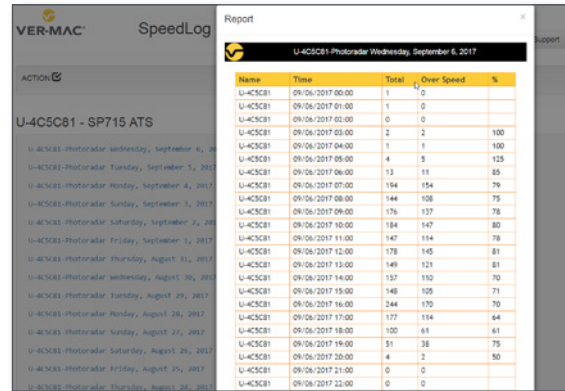 VER-MAC
SpeedLog
Support
ACTION
U-4C5C81 - SP715 ATS
U-4C5C81-Photoradar Wednesday, September 6, 20
U-4C5C81-Photoradar Tuesday, September 5, 201
U-4C5C81-Photoradar Monday, September 4, 2017
U-4C5C81-Photoradar Sunday, September 3, 2017
U-4C5C81-Photoradar Saturday, September 2, 201
U-4C5C81-Photoradar Friday, September 1, 2017
U-4C5C81-Photoradar Thursday, August 31, 2017
U-4C5C81-Photoradar Wednesday, August 30, 2017
U-4C5C81-Photoradar Tuesday, August 29, 2017
U-4C5C81-Photoradar Monday, August 28, 2017
U-4C5C81-Photoradar Sunday, August 27, 2017
U-4C5C81-Photoradar Saturday, August 26, 2017
U-4C5C81-Photoradar Friday, August 25, 2017
U-4C5C81-Photoradar Thursday, August 24, 2017
Report ×
U-4C5C81-Photoradar Wednesday, September 6, 2017
Name Time Total Over Speed %
U-4C5C81 09/06/2017 00:00 1 0
U-4C5C81 09/06/2017 01:00 1 0
U-4C5C81 09/06/2017 02:00 0 0
U-4C5C81 09/06/2017 03:00 2 2 100
U-4C5C81 09/06/2017 04:00 1 1 100
U-4C5C81 09/06/2017 05:00 4 5 125
U-4C5C81 09/06/2017 06:00 13 11 85
U-4C5C81 09/06/2017 07:00 194 154 79
U-4C5C81 09/06/2017 08:00 144 108 75
U-4C5C81 09/06/2017 09:00 176 137 78
U-4C5C81 09/06/2017 10:00 184 147 80
U-4C5C81 09/06/2017 11:00 147 114 78
U-4C5C81 09/06/2017 12:00 178 145 81
U-4C5C81 09/06/2017 13:00 149 121 81
U-4C5C81 09/06/2017 14:00 157 110 70
U-4C5C81 09/06/2017 15:00 148 105 71
U-4C5C81 09/06/2017 16:00 244 170 70
U-4C5C81 09/06/2017 17:00 177 114 64
U-4C5C81 09/06/2017 18:00 100 61 61
U-4C5C81 09/06/2017 19:00 51 38 75
U-4C5C81 09/06/2017 20:00 4 2 50
U-4C5C81 09/06/2017 21:00 0 0
U-4C5C81 09/06/2017 22:00 0 0